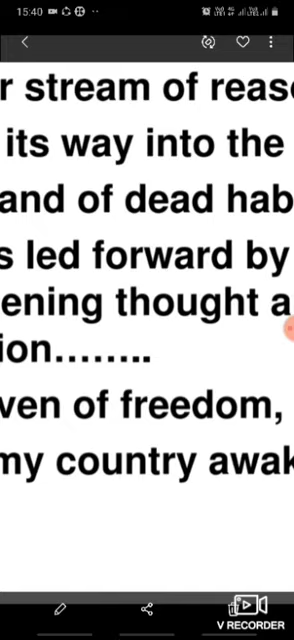 15:40
r stream of reas
its way into the
and of dead hab
s led forward by
ening thought a
ion........
ven of freedom,
my country awak
V RECORDER